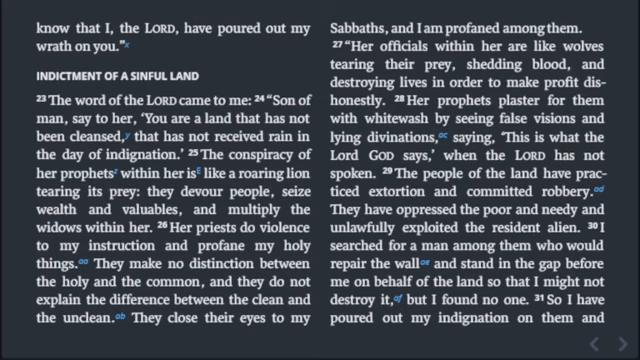 know that I, the LORD, have poured out my
wrath on you.”x
INDICTMENT OF A SINFUL LAND
23 The word of the LORD came to me: 24 “Son of
man, say to her, ‘You are a land that has not
been cleansed,y that has not received rain in
the day of indignation.’ 25 The conspiracy of
her prophetsz within her isE like a roaring lion
tearing its prey: they devour people, seize
wealth and valuables, and multiply the
widows within her. 26 Her priests do violence
to my instruction and profane my holy
things.aa They make no distinction between
the holy and the common, and they do not
explain the difference between the clean and
the unclean.ab They close their eyes to my
Sabbaths, and I am profaned among them.
27 “Her officials within her are like wolves
tearing their prey, shedding blood, and
destroying lives in order to make profit dis-
honestly. 28 Her prophets plaster for them
with whitewash by seeing false visions and
lying divinations,ac saying, ‘This is what the
Lord GOD says,’ when the LORD has not
spoken. 29 The people of the land have prac-
ticed extortion and committed robbery.ad
They have oppressed the poor and needy and
unlawfully exploited the resident alien. 30 I
searched for a man among them who would
repair the wallae and stand in the gap before
me on behalf of the land so that I might not
destroy it,af but I found no one. 31 So I have
poured out my indignation on them and